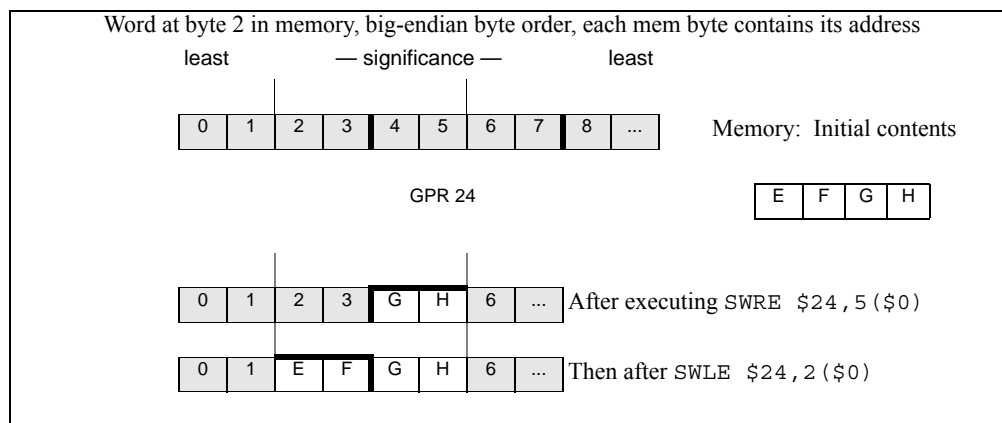 Word at byte 2 in memory, big-endian byte order, each mem byte contains its address
least — significance — least
0 1 2 3 4 5 6 7 8 ... Memory: Initial contents
GPR 24 E F G H
0 1 2 3 G H 6 ... After executing SWRE $24,5($0)
0 1 E F G H 6 ... Then after SWLE $24,2($0)